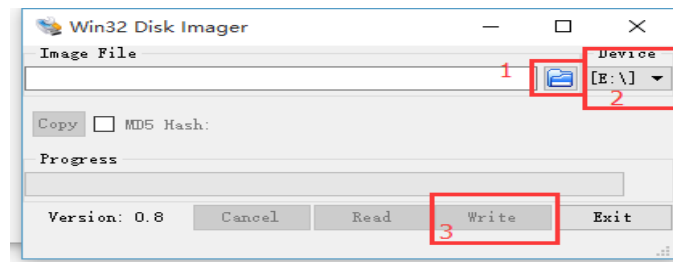 Win32 Disk Imager
Image File
Device
1
[E:\]
2
Copy
MD5 Hash:
Progress
Version: 0.8
Cancel
Read
Write
Exit
3